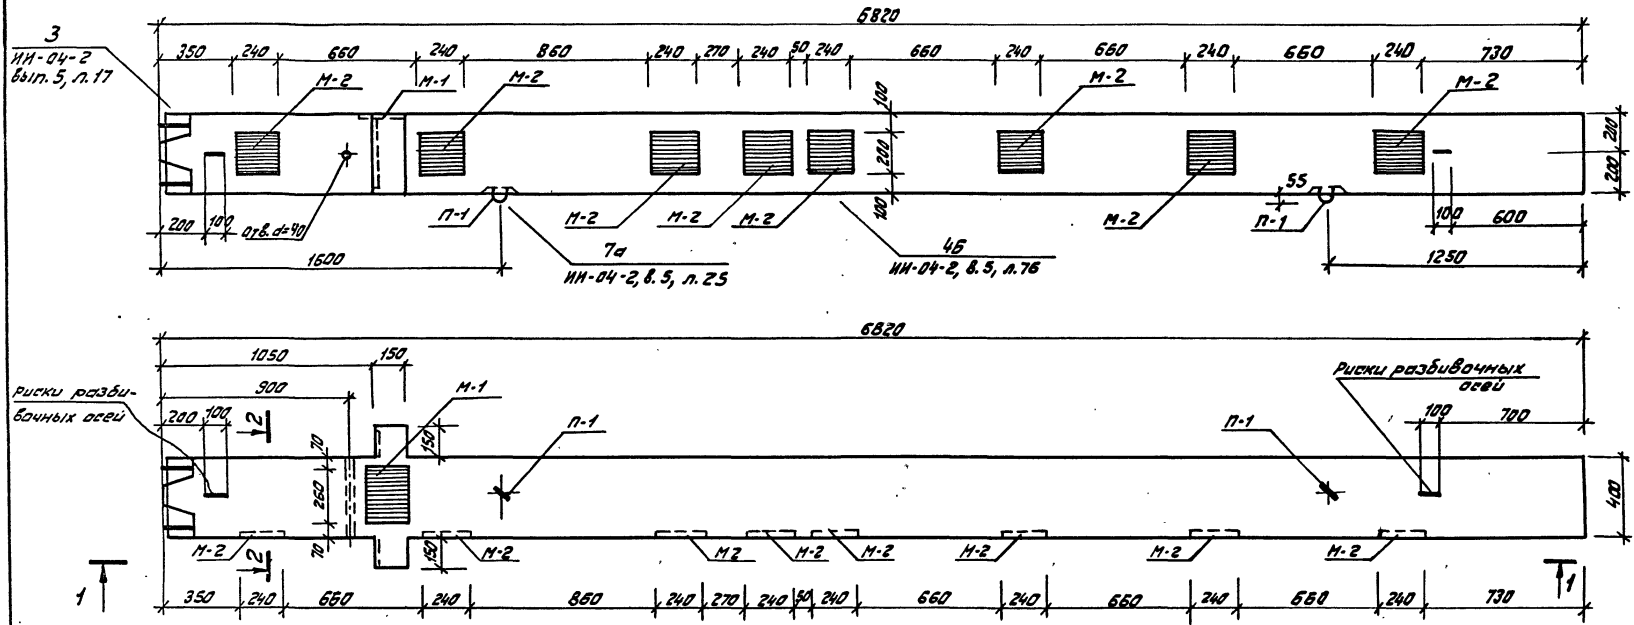 6820
3
ИИ-04-2
вып. 5, л. 17
350 240 660 240 860 240 270 240 50 240 660 240 660 240 660 240 730
М-2 М-1 М-2 М-2 М-2
100
200
100
200
200
55
П-1 М-2 М-2 М-2 М-2 П-1
200 100 отв. d=40
100 600
7а
ИИ-04-2, в. 5, л. 25
4Б
ИИ-04-2, в. 5, л. 76
1600 1250
6820
1050 150
900 М-1
Риски разби-
вочных осей
Риски разбивочных
осей
200 100 2
П-1 П-1
100 700
70
150
260
400
70
150
М-2 2 М-2 М2 М-2 М-2 М-2 М-2 М-2
1 1
350 240 660 240 860 240 270 240 50 240 660 240 660 240 660 240 730